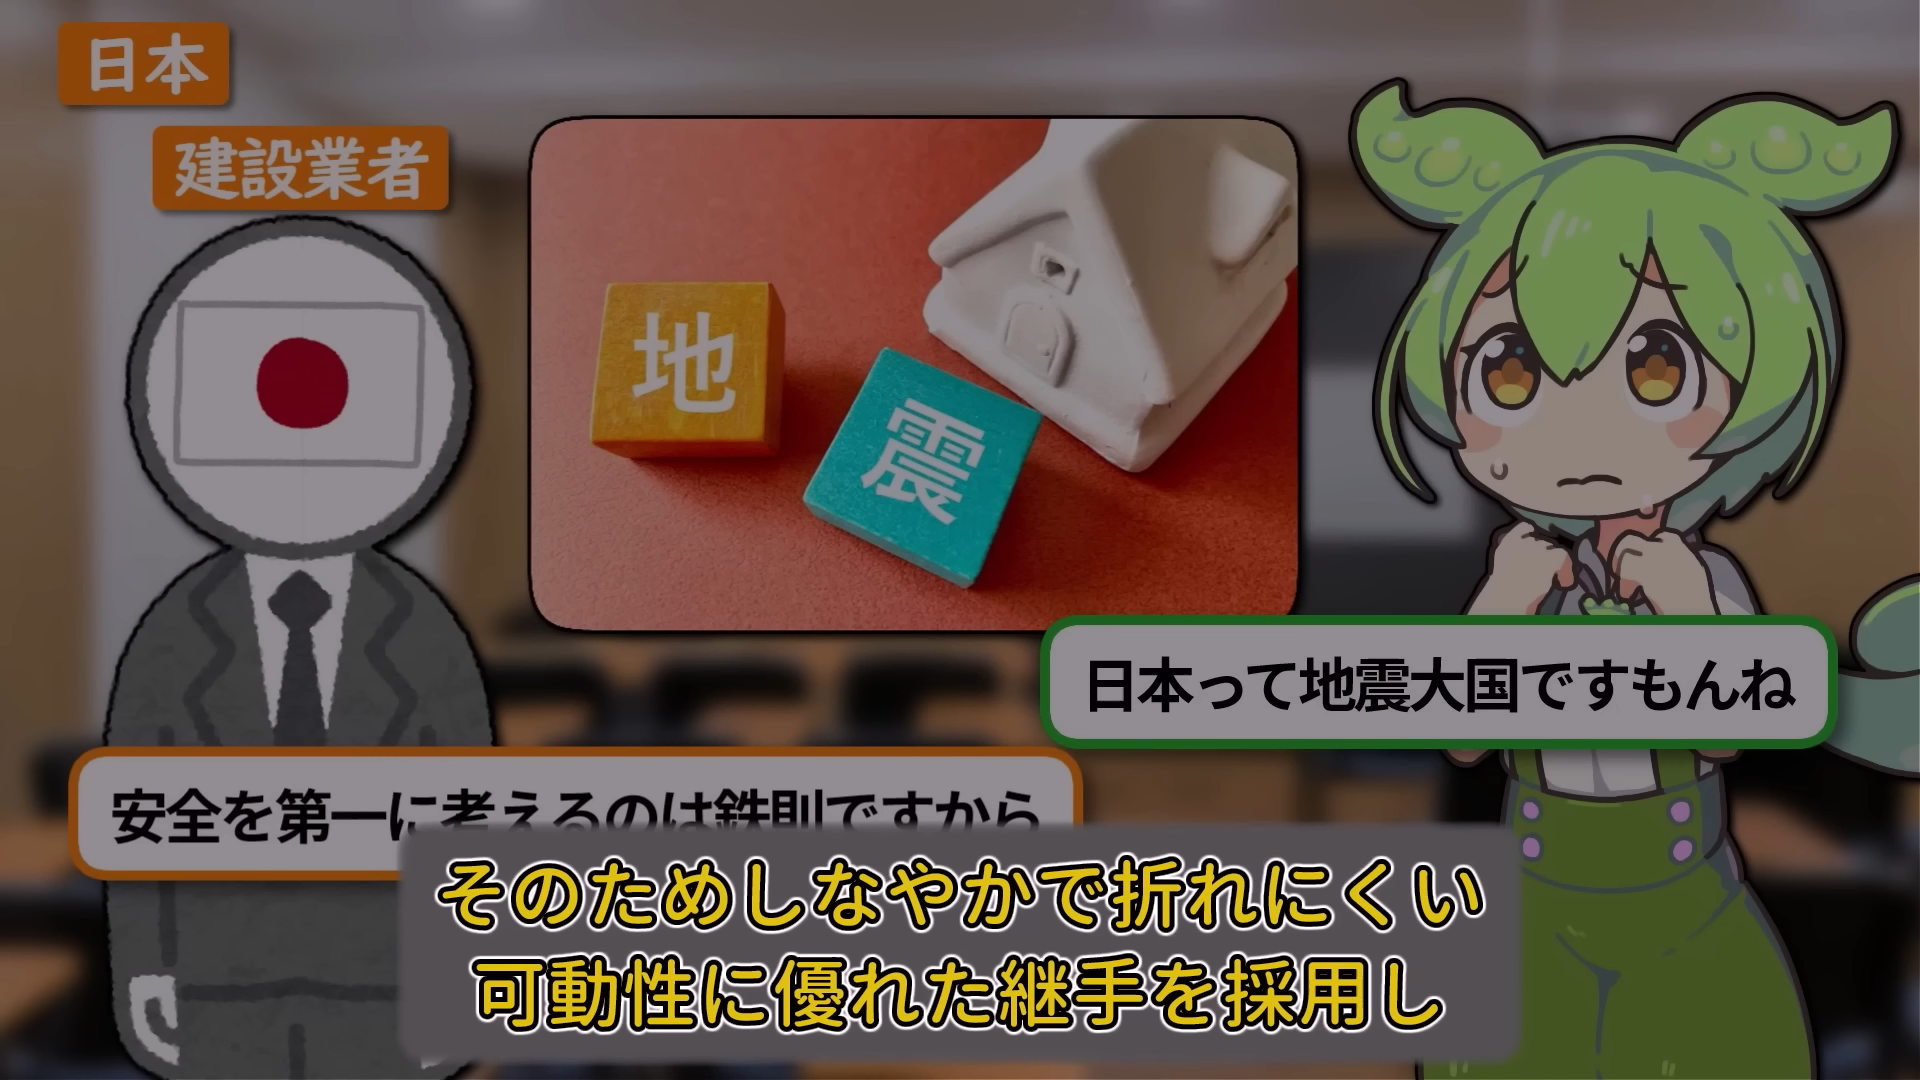 日本
建設業者
地
震
日本って地震大国ですもんね
安全を第一に考えるのは鉄則ですから
そのためしなやかで折れにくい
可動性に優れた継手を採用し